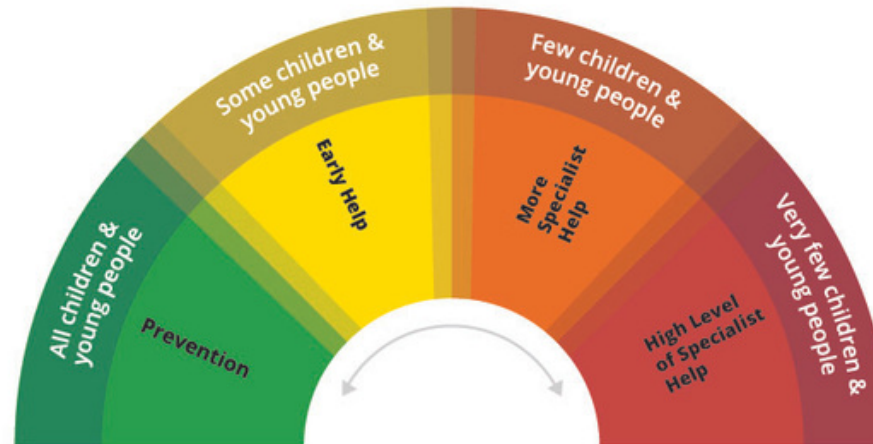 All children &
young people
Prevention
Some children &
young people
Early Help
Few children &
young people
More
Specialist
Help
Very few children &
young people
High Level
of Specialist
Help